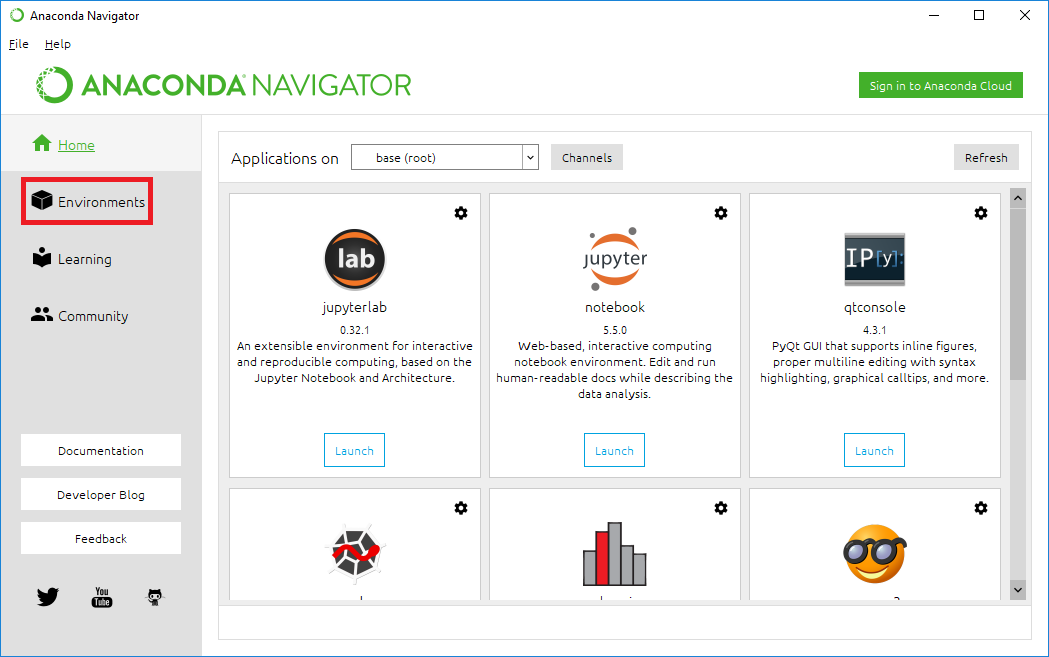 Anaconda Navigator
File Help
ANACONDA NAVIGATOR
Sign in to Anaconda Cloud
Home
Environments
Learning
Community
Documentation
Developer Blog
Feedback
You
Tube
Applications on base (root) Channels Refresh
lab
jupyterlab
0.32.1
An extensible environment for interactive
and reproducible computing, based on the
Jupyter Notebook and Architecture.
Launch
jupyter
notebook
5.5.0
Web-based, interactive computing
notebook environment. Edit and run
human-readable docs while describing the
data analysis.
Launch
IP[y]:
qtconsole
4.3.1
PyQt GUI that supports inline figures,
proper multiline editing with syntax
highlighting, graphical calltips, and more.
Launch